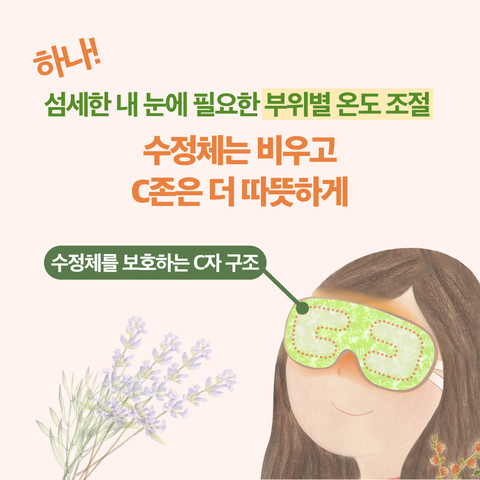 하나!
섬세한 내 눈에 필요한 부위별 온도 조절
수정체는 비우고
C존은 더 따뜻하게
수정체를 보호하는 C자 구조